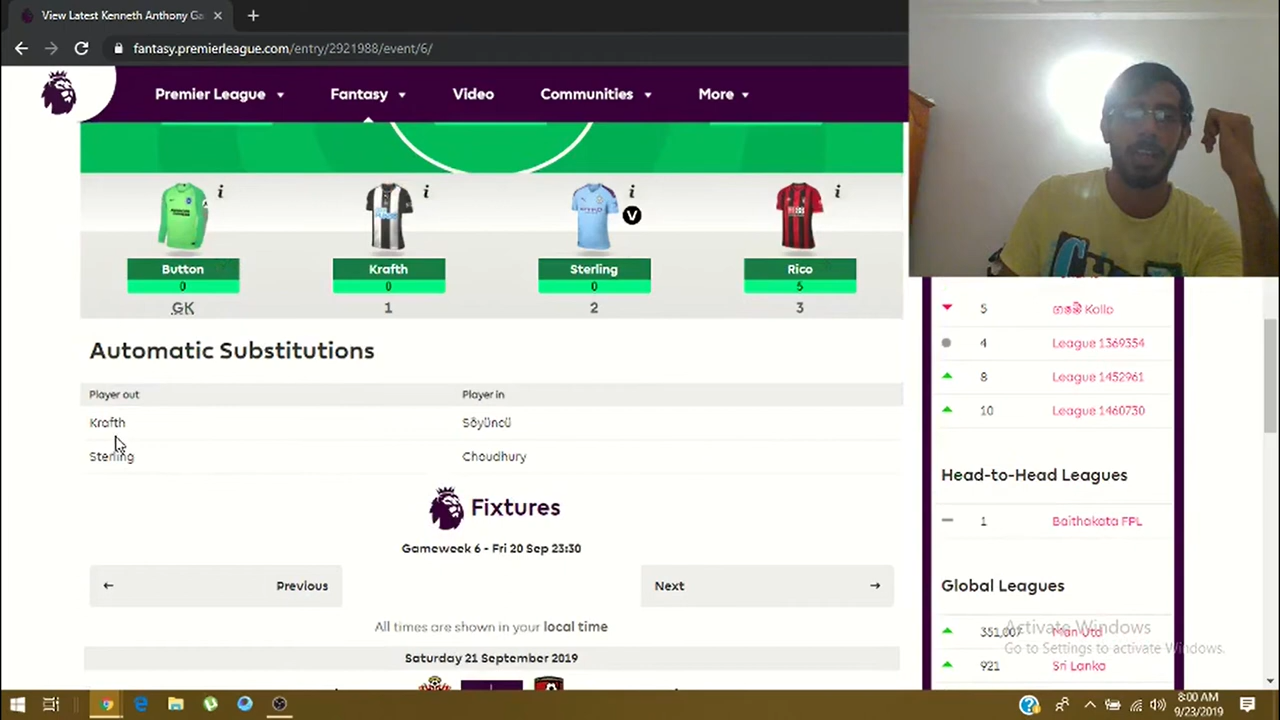 View Latest Kenneth Anthony Ga
fantasy.premierleague.com/entry/2921988/event/6/
Premier League Fantasy Video Communities More
i i i i
V
Button Krafth Sterling Rico
0 0 0 5
GK 1 2 3
Automatic Substitutions
Player out Player in
Krafth Söyüncü
Sterling Choudhury
Fixtures
Gameweek 6 - Fri 20 Sep 23:30
← Previous Next →
All times are shown in your local time
Saturday 21 September 2019
5 Kollo
4 League 1369354
8 League 1452961
10 League 1460730
Head-to-Head Leagues
1 Baithakata FPL
Global Leagues
351,007 Man Utd
921 Sri Lanka
Activate Windows
Go to Settings to activate Windows.
8:00 AM
9/23/2019